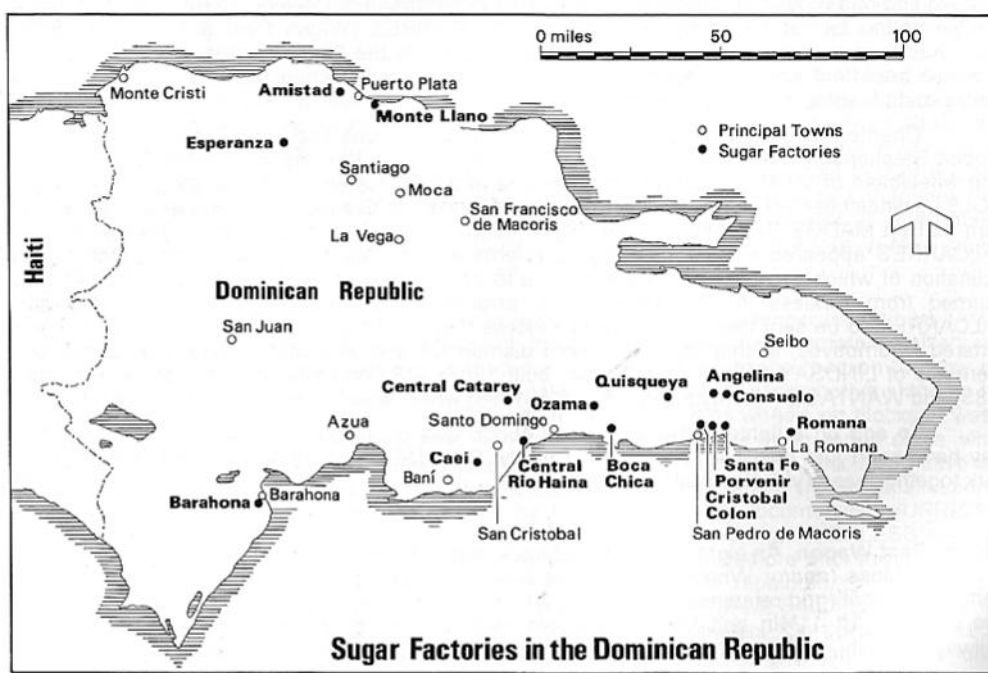 0 miles 50 100
Monte Cristi
Amistad
Puerto Plata
Monte Llano
Principal Towns
Sugar Factories
Esperanza
Santiago
Moca
San Francisco
de Macoris
La Vega
Haiti
Dominican Republic
San Juan
Seibo
Central Catarey
Quisqueya
Angelina
Consuelo
Ozama
Azua
Santo Domingo
Romana
La Romana
Caei
Baní
Central
Rio Haina
Boca
Chica
Santa Fe
Porvenir
Cristobal
Colon
Barahona
Barahona
San Cristobal
San Pedro de Macoris
Sugar Factories in the Dominican Republic